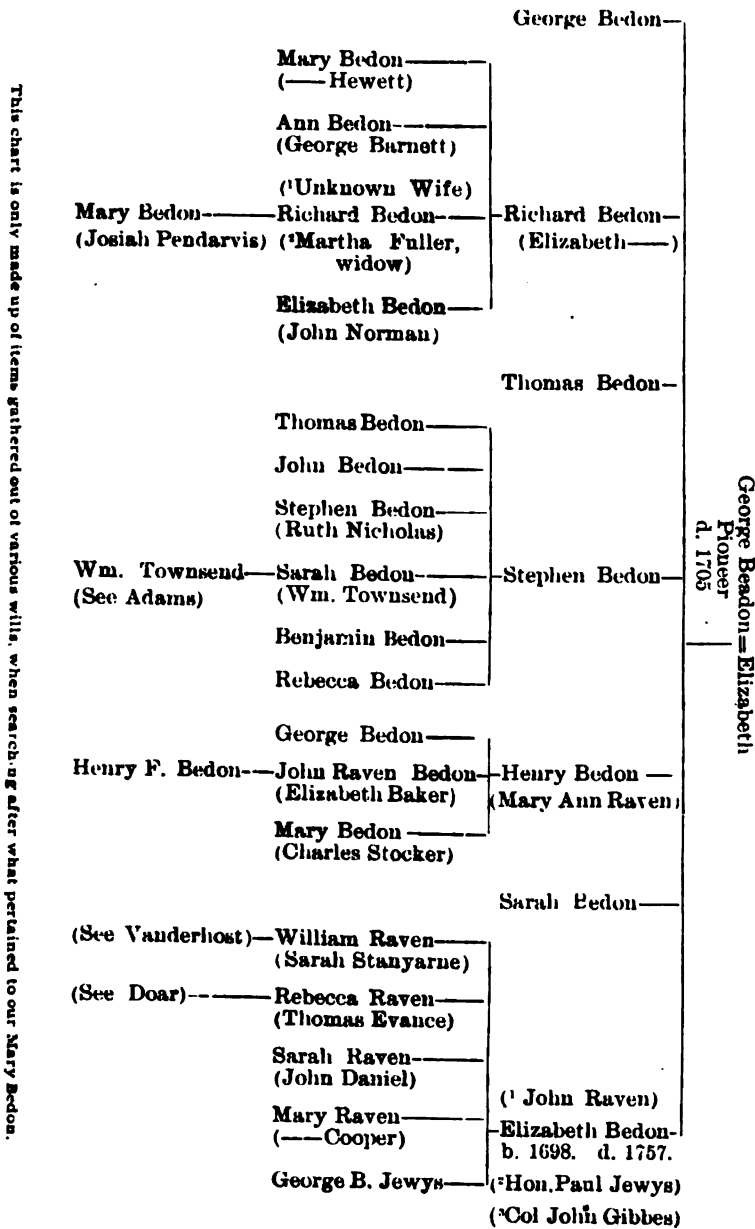 George Bedon
Mary Bedon
(——Hewett)
Ann Bedon
(George Barnett)
(¹Unknown Wife)
Mary Bedon——Richard Bedon——Richard Bedon
(Josiah Pendarvis) (²Martha Fuller, (Elizabeth——)
widow)
Elizabeth Bedon
(John Norman)
Thomas Bedon
Thomas Bedon
John Bedon
Stephen Bedon
(Ruth Nicholas)
Wm. Townsend——Sarah Bedon——Stephen Bedon
(See Adams) (Wm. Townsend)
Benjamin Bedon
Rebecca Bedon
George Bedon
Henry F. Bedon——John Raven Bedon——Henry Bedon
(Elizabeth Baker) (Mary Ann Raven)
Mary Bedon
(Charles Stocker)
Sarah Bedon
(See Vanderhost)—William Raven
(Sarah Stanyarne)
(See Doar)——Rebecca Raven
(Thomas Evance)
Sarah Raven
(John Daniel)
(¹ John Raven)
Mary Raven
(——Cooper)
Elizabeth Bedon
b. 1698. d. 1757.
George B. Jewys——(²Hon. Paul Jewys)
(³Col John Gibbes)
George Beadon=Elizabeth
Pioneer
d. 1705
This chart is only made up of items gathered out of various wills, when searching after what pertained to our Mary Bedon.